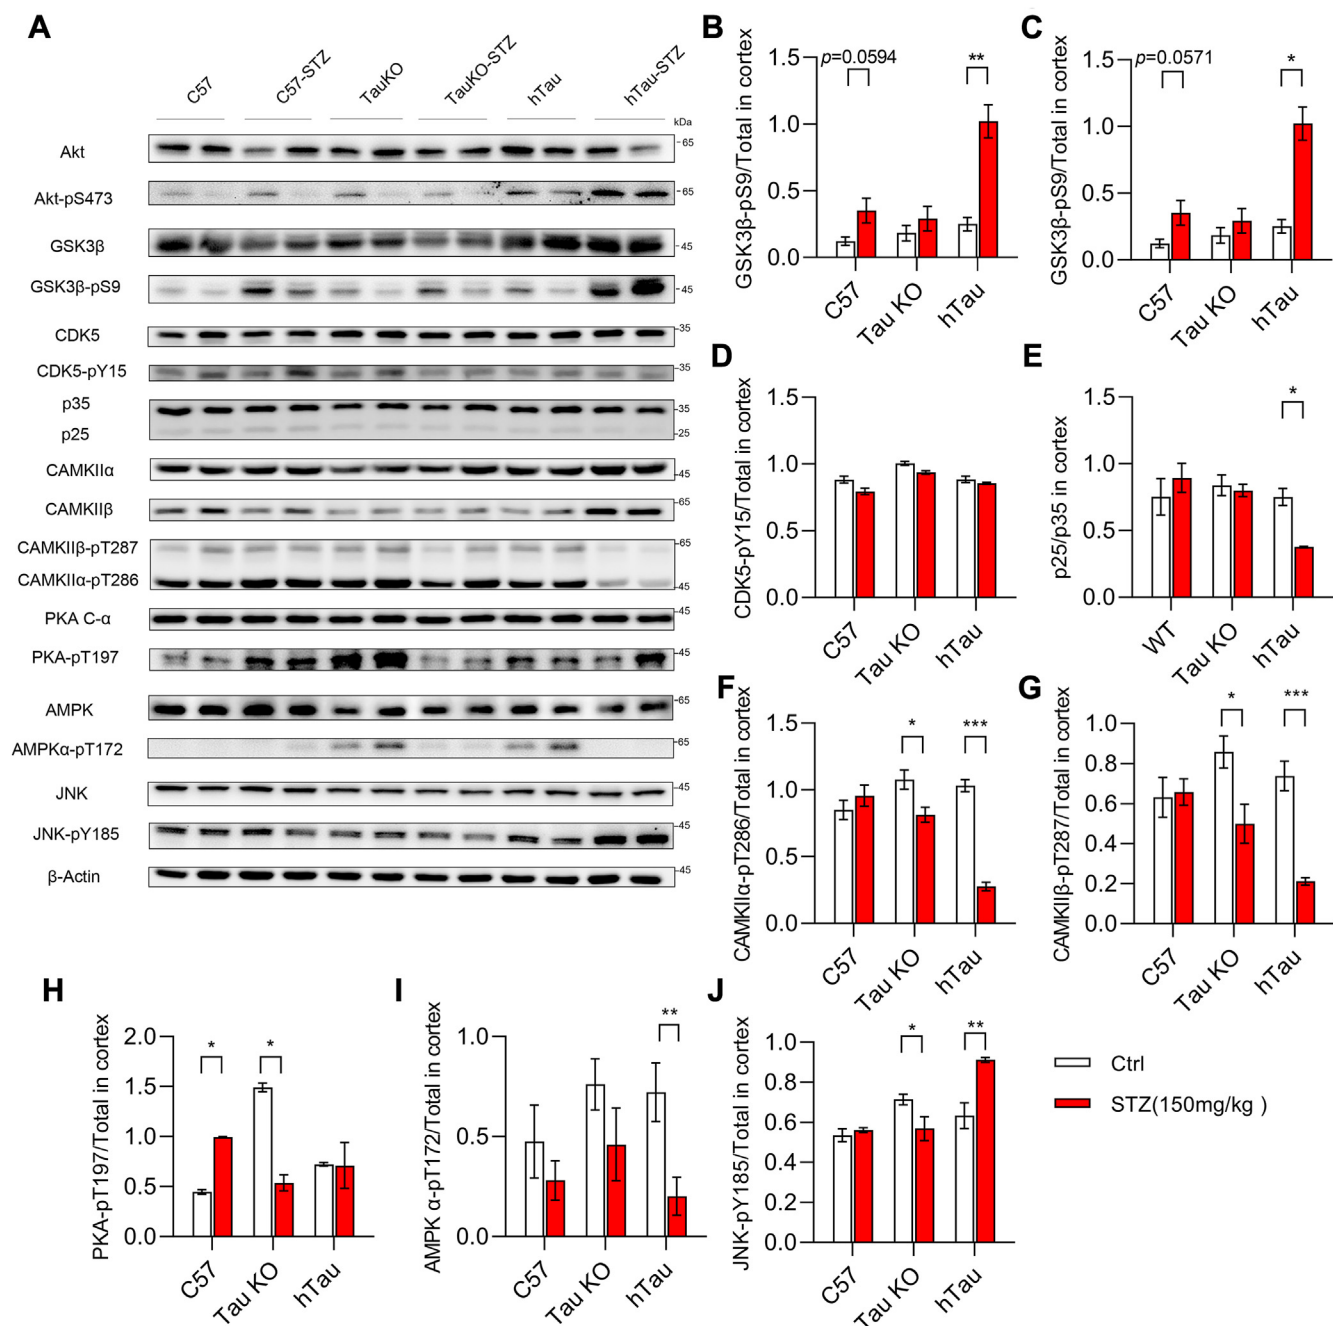 A
C57
C57-STZ
TauKO
TauKO-STZ
hTau
hTau-STZ
kDa
Akt
65
Akt-pS473
65
GSK3β
45
GSK3β-pS9
45
CDK5
35
CDK5-pY15
35
p35
35
p25
25
CAMKIIα
45
CAMKIIβ
65
CAMKIIβ-pT287
65
CAMKIIα-pT286
45
PKA C-α
45
PKA-pT197
45
AMPK
65
AMPKα-pT172
65
JNK
45
JNK-pY185
45
β-Actin
45
B
GSK3β-pS9/Total in cortex
1.5
1.0
0.5
0.0
p=0.0594
**
C57
Tau KO
hTau
C
GSK3β-pS9/Total in cortex
1.5
1.0
0.5
0.0
p=0.0571
*
C57
Tau KO
hTau
D
CDK5-pY15/Total in cortex
1.5
1.0
0.5
0.0
C57
Tau KO
hTau
E
p25/p35 in cortex
1.5
1.0
0.5
0.0
*
WT
Tau KO
hTau
F
CAMKIIα-pT286/Total in cortex
1.5
1.0
0.5
0.0
*
***
C57
Tau KO
hTau
G
CAMKIIβ-pT287/Total in cortex
1.0
0.8
0.6
0.4
0.2
0.0
*
***
C57
Tau KO
hTau
H
PKA-pT197/Total in cortex
2.0
1.5
1.0
0.5
0.0
*
*
C57
Tau KO
hTau
I
AMPK α-pT172/Total in cortex
1.0
0.5
0.0
**
C57
Tau KO
hTau
J
JNK-pY185/Total in cortex
1.0
0.8
0.6
0.4
0.2
0.0
*
**
C57
Tau KO
hTau
Ctrl
STZ(150mg/kg )